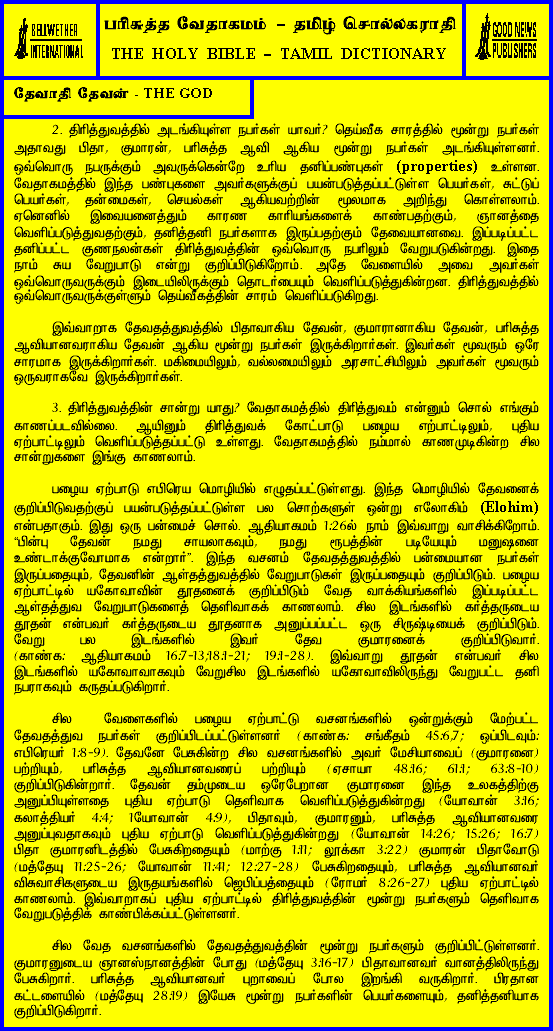 BELLWETHER
INTERNATIONAL
பரிசுத்த வேதாகமம் – தமிழ் சொல்லகராதி
THE HOLY BIBLE – TAMIL DICTIONARY
GOOD NEWS
PUBLISHERS
தேவாதி தேவன் - THE GOD
2. திரித்துவத்தில் அடங்கியுள்ள நபர்கள் யாவர்? தெய்வீக சாரத்தில் மூன்று நபர்கள்
அதாவது பிதா, குமாரன், பரிசுத்த ஆவி ஆகிய மூன்று நபர்கள் அடங்கியுள்ளனர்.
ஒவ்வொரு நபருக்கும் அவருக்கென்றே உரிய தனிப்பண்புகள் (properties) உள்ளன.
வேதாகமத்தில் இந்த பண்புகளை அவர்களுக்குப் பயன்படுத்தப்பட்டுள்ள பெயர்கள், சுட்டுப்
பெயர்கள், தன்மைகள், செயல்கள் ஆகியவற்றின் மூலமாக அறிந்து கொள்ளலாம்.
ஏனெனில் இவையனைத்தும் காரண காரியங்களைக் காண்பதற்கும், ஞானத்தை
வெளிப்படுத்துவதற்கும், தனித்தனி நபர்களாக இருப்பதற்கும் தேவையானவை. இப்படிப்பட்ட
தனிப்பட்ட குணநலன்கள் திரித்துவத்தின் ஒவ்வொரு நபரிலும் வேறுபடுகின்றது. இதை
நாம் சுய வேறுபாடு என்று குறிப்பிடுகிறோம். அதே வேளையில் அவை அவர்கள்
ஒவ்வொருவருக்கும் இடையிலிருக்கும் தொடர்பையும் வெளிப்படுத்துகின்றன. திரித்துவத்தில்
ஒவ்வொருவருக்குள்ளும் தெய்வீகத்தின் சாரம் வெளிப்படுகிறது.
இவ்வாறாக தேவதத்துவத்தில் பிதாவாகிய தேவன், குமாரானாகிய தேவன், பரிசுத்த
ஆவியானவராகிய தேவன் ஆகிய மூன்று நபர்கள் இருக்கிறார்கள். இவர்கள் மூவரும் ஒரே
சாரமாக இருக்கிறார்கள். மகிமையிலும், வல்லமையிலும் அரசாட்சியிலும் அவர்கள் மூவரும்
ஒருவராகவே இருக்கிறார்கள்.
3. திரித்துவத்தின் சான்று யாது? வேதாகமத்தில் திரித்துவம் என்னும் சொல் எங்கும்
காணப்படவில்லை. ஆயினும் திரித்துவக் கோட்பாடு பழைய எற்பாட்டிலும், புதிய
ஏற்பாட்டிலும் வெளிப்படுத்தப்பட்டு உள்ளது. வேதாகமத்தில் நம்மால் காணமுடிகின்ற சில
சான்றுகளை இங்கு காணலாம்.
பழைய ஏற்பாடு எபிரெய மொழியில் எழுதப்பட்டுள்ளது. இந்த மொழியில் தேவனைக்
குறிப்பிடுவதற்குப் பயன்படுத்தப்பட்டுள்ள பல சொற்களுள் ஒன்று எலோகிம் (Elohim)
என்பதாகும். இது ஒரு பன்மைச் சொல். ஆதியாகமம் 1:26ல் நாம் இவ்வாறு வாசிக்கிறோம்.
"பின்பு தேவன் நமது சாயலாகவும், நமது ரூபத்தின் படியேயும் மனுஷனை
உண்டாக்குவோமாக என்றார்". இந்த வசனம் தேவதத்துவத்தில் பன்மையான நபர்கள்
இருப்பதையும், தேவனின் ஆள்தத்துவத்தில் வேறுபாடுகள் இருப்பதையும் குறிப்பிடும். பழைய
ஏற்பாட்டில் யகோவாவின் தூதனைக் குறிப்பிடும் வேத வாக்கியங்களில் இப்படிப்பட்ட
ஆள்தத்துவ வேறுபாடுகளைத் தெளிவாகக் காணலாம். சில இடங்களில் கர்த்தருடைய
தூதன் என்பவர் கர்த்தருடைய தூதனாக அனுப்பப்பட்ட ஒரு சிருஷ்டியைக் குறிப்பிடும்.
வேறு பல இடங்களில் இவர் தேவ குமாரனைக் குறிப்பிடுவார்.
(காண்க: ஆதியாகமம் 16:7-13;18:1-21; 19:1-28). இவ்வாறு தூதன் என்பவர் சில
இடங்களில் யகோவாவாகவும் வேறுசில இடங்களில் யகோவாவிலிருந்து வேறுபட்ட தனி
நபராகவும் கருதப்படுகிறார்.
சில வேளைகளில் பழைய ஏற்பாட்டு வசனங்களில் ஒன்றுக்கும் மேற்பட்ட
தேவதத்துவ நபர்கள் குறிப்பிடப்பட்டுள்ளனர் (காண்க: சங்கீதம் 45:6,7; ஒப்பிடவும்:
எபிரெயர் 1:8-9). தேவனே பேசுகின்ற சில வசனங்களில் அவர் மேசியாவைப் (குமாரனை)
பற்றியும், பரிசுத்த ஆவியானவரைப் பற்றியும் (ஏசாயா 48:16; 61:1; 63:8-10)
குறிப்பிடுகின்றார். தேவன் தம்முடைய ஒரேபேறான குமாரனை இந்த உலகத்திற்கு
அனுப்பியுள்ளதை புதிய ஏற்பாடு தெளிவாக வெளிப்படுத்துகின்றது (யோவான் 3:16;
கலாத்தியர் 4:4; 1யோவான் 4:9), பிதாவும், குமாரனும், பரிசுத்த ஆவியானவரை
அனுப்புவதாகவும் புதிய ஏற்பாடு வெளிப்படுத்துகின்றது (யோவான் 14:26; 15:26; 16:7)
பிதா குமாரனிடத்தில் பேசுகிறதையும் (மாற்கு 1:11; லூக்கா 3:22) குமாரன் பிதாவோடு
(மத்தேயு 11:25-26; யோவான் 11:41; 12:27-28) பேசுகிறதையும், பரிசுத்த ஆவியானவர்
விசுவாசிகளுடைய இருதயங்களில் ஜெபிப்பத்தையும் (ரோமர் 8:26-27) புதிய ஏற்பாட்டில்
காணலாம். இவ்வாறாகப் புதிய ஏற்பாட்டில் திரித்துவத்தின் மூன்று நபர்களும் தெளிவாக
வேறுபடுத்திக் காண்பிக்கப்பட்டுள்ளனர்.
சில வேத வசனங்களில் தேவதத்துவத்தின் மூன்று நபர்களும் குறிப்பிட்டுள்ளனர்.
குமாரனுடைய ஞானஸ்நானத்தின் போது (மத்தேயு 3:16-17) பிதாவானவர் வானத்திலிருந்து
பேசுகிறார். பரிசுத்த ஆவியானவர் புறாவைப் போல இறங்கி வருகிறார். பிரதான
கட்டளையில் (மத்தேயு 28:19) இயேசு மூன்று நபர்களின் பெயர்களையும், தனித்தனியாக
குறிப்பிடுகிறார்.